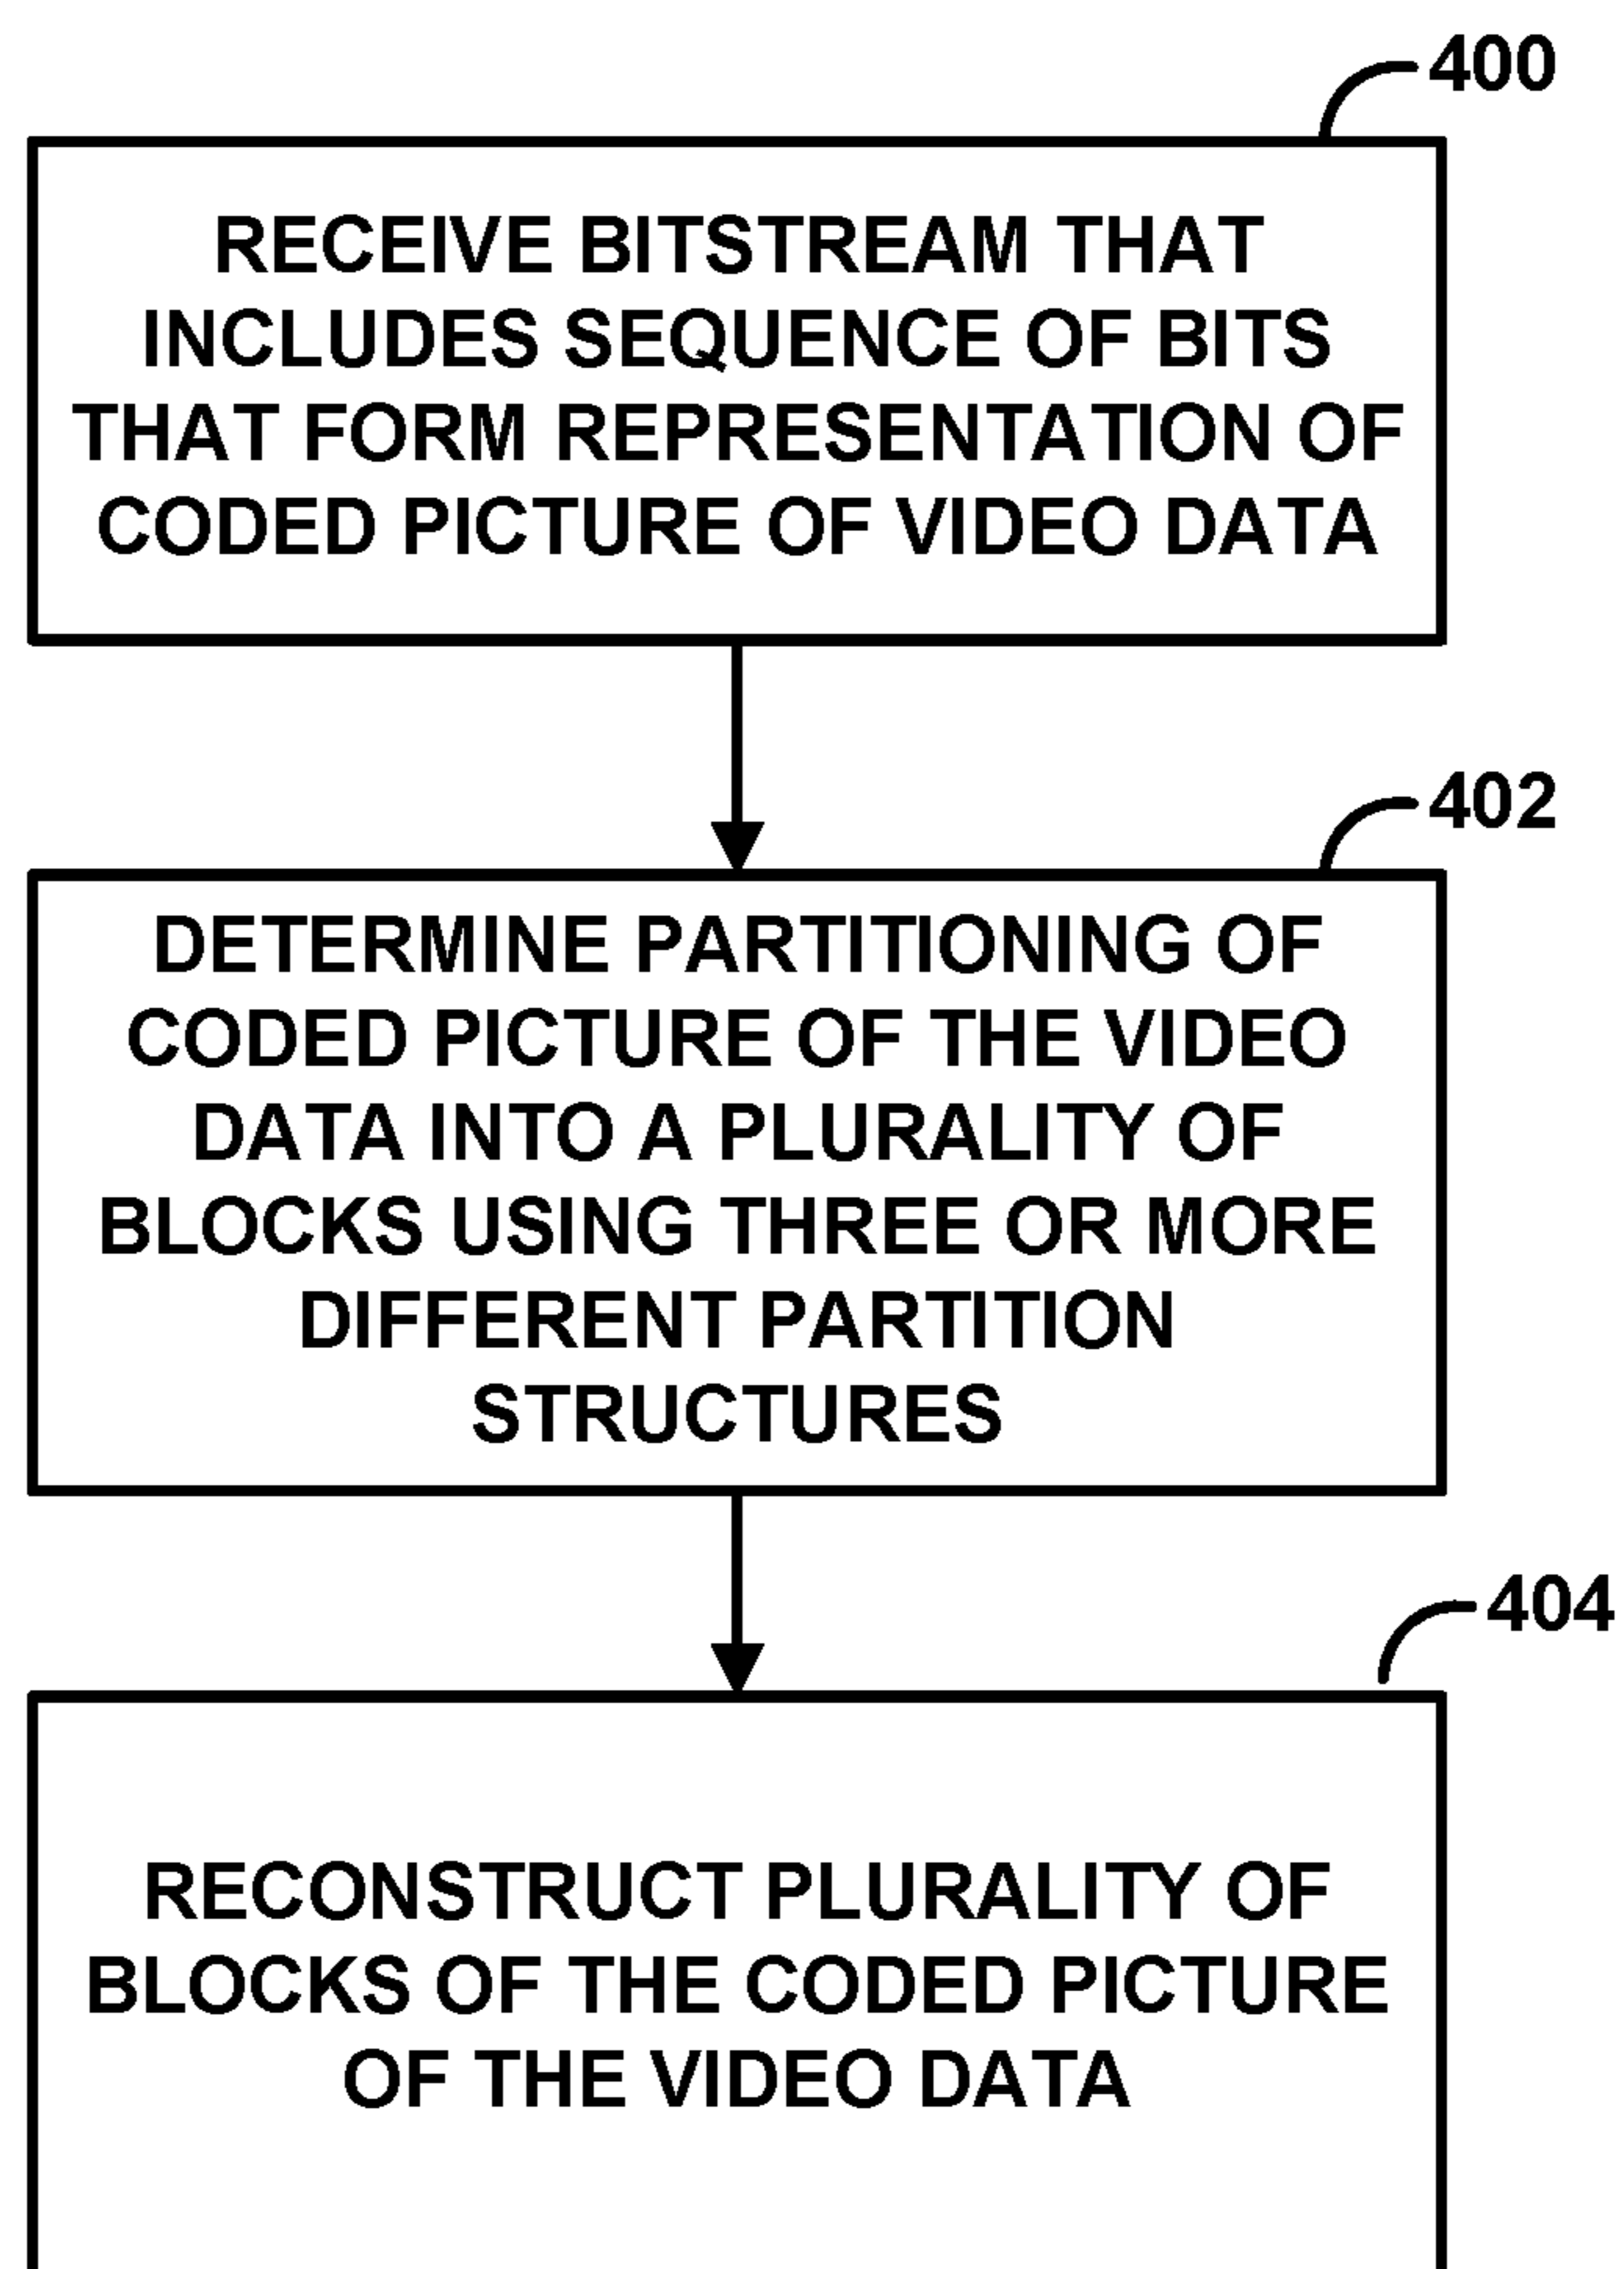 400
RECEIVE BITSTREAM THAT
INCLUDES SEQUENCE OF BITS
THAT FORM REPRESENTATION OF
CODED PICTURE OF VIDEO DATA
402
DETERMINE PARTITIONING OF
CODED PICTURE OF THE VIDEO
DATA INTO A PLURALITY OF
BLOCKS USING THREE OR MORE
DIFFERENT PARTITION
STRUCTURES
404
RECONSTRUCT PLURALITY OF
BLOCKS OF THE CODED PICTURE
OF THE VIDEO DATA